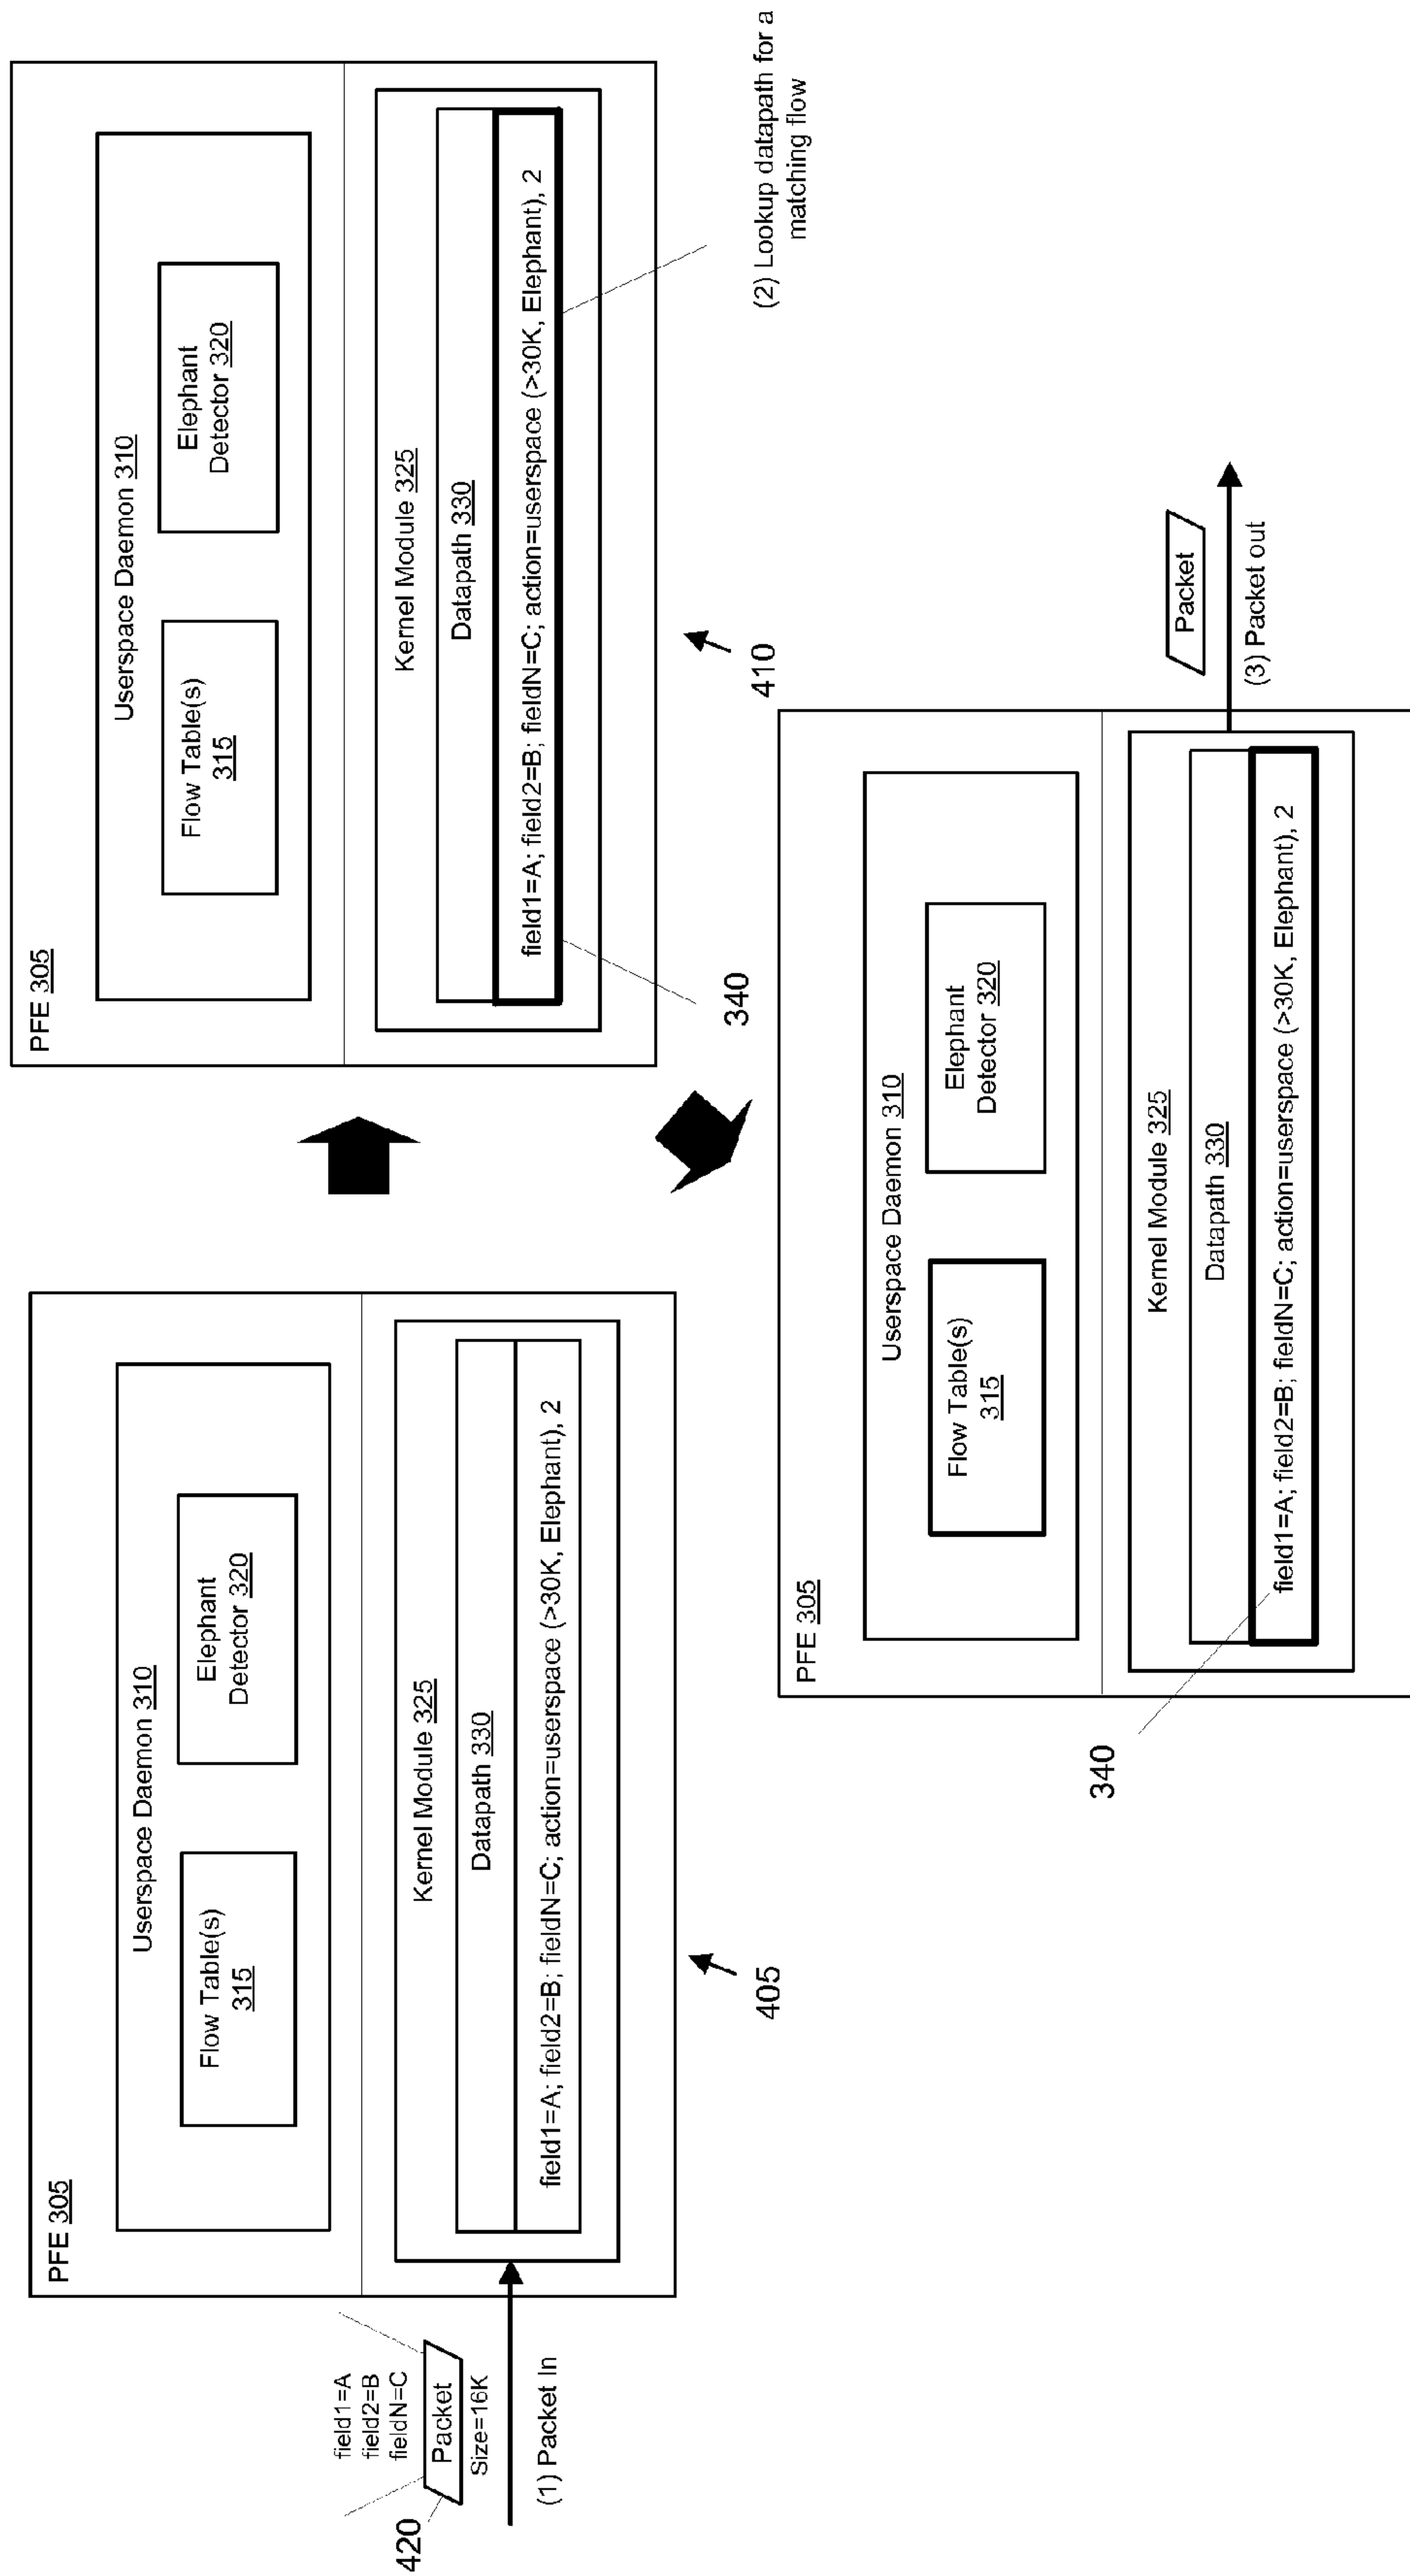 PFE 305
Userspace Daemon 310
Flow Table(s)
315
Elephant
Detector 320
Kernel Module 325
Datapath 330
field1=A; field2=B; fieldN=C; action=userspace (>30K, Elephant), 2
field1=A
field2=B
fieldN=C
Packet
Size=16K
420
(1) Packet In
405
PFE 305
Userspace Daemon 310
Flow Table(s)
315
Elephant
Detector 320
Kernel Module 325
Datapath 330
field1=A; field2=B; fieldN=C; action=userspace (>30K, Elephant), 2
340
410
(2) Lookup datapath for a
matching flow
PFE 305
Userspace Daemon 310
Flow Table(s)
315
Elephant
Detector 320
Kernel Module 325
Datapath 330
field1=A; field2=B; fieldN=C; action=userspace (>30K, Elephant), 2
340
Packet
(3) Packet out